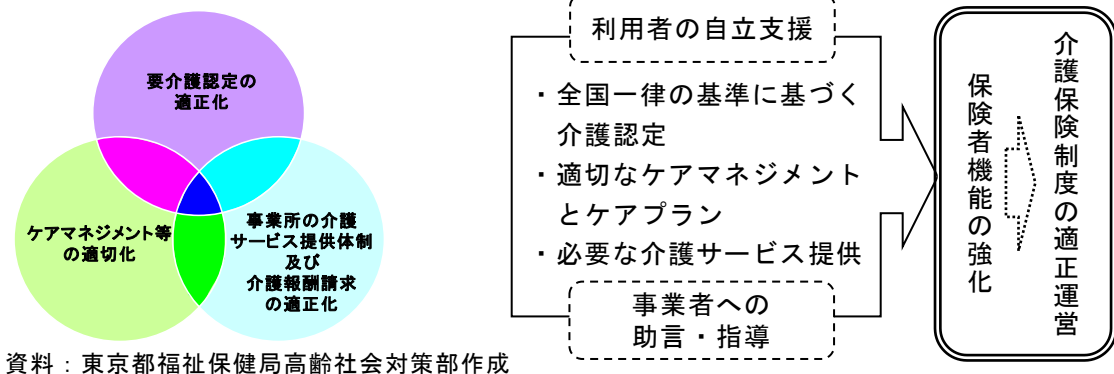 要介護認定の
適正化
ケアマネジメント等
の適切化
事業所の介護
サービス提供体制
及び
介護報酬請求
の適正化
利用者の自立支援
・全国一律の基準に基づく
介護認定
・適切なケアマネジメント
とケアプラン
・必要な介護サービス提供
事業者への
助言・指導
保険者機能の強化
介護保険制度の適正運営
資料：東京都福祉保健局高齢社会対策部作成